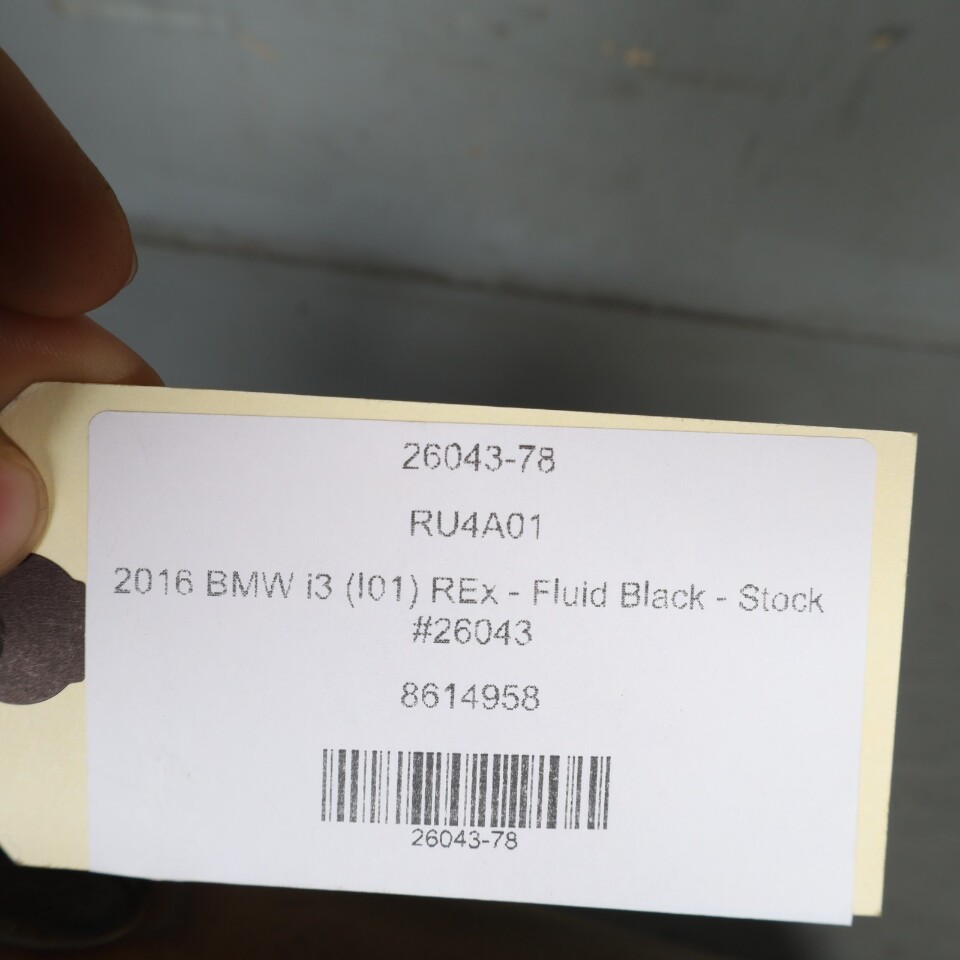 26043-78
RU4A01
2016 BMW i3 (I01) REx - Fluid Black - Stock
#26043
8614958
26043-78